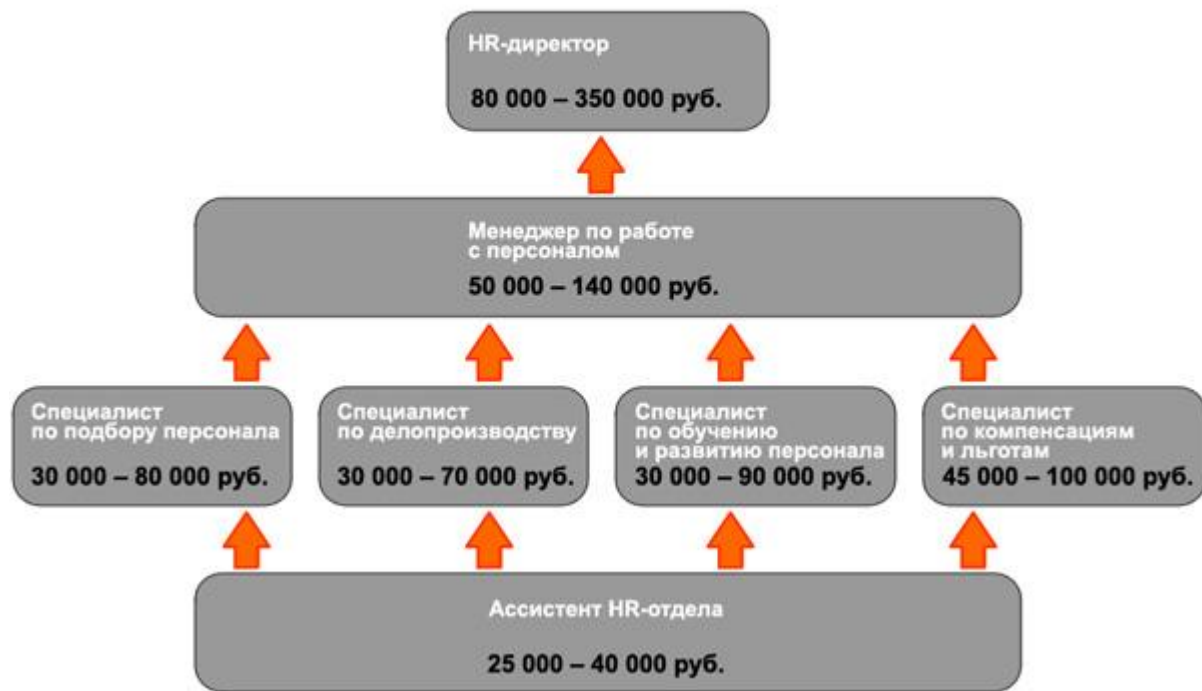 HR-директор
80 000 – 350 000 руб.
Менеджер по работе
с персоналом
50 000 – 140 000 руб.
Специалист
по подбору персонала
30 000 – 80 000 руб.
Специалист
по делопроизводству
30 000 – 70 000 руб.
Специалист
по обучению
и развитию персонала
30 000 – 90 000 руб.
Специалист
по компенсациям
и льготам
45 000 – 100 000 руб.
Ассистент HR-отдела
25 000 – 40 000 руб.